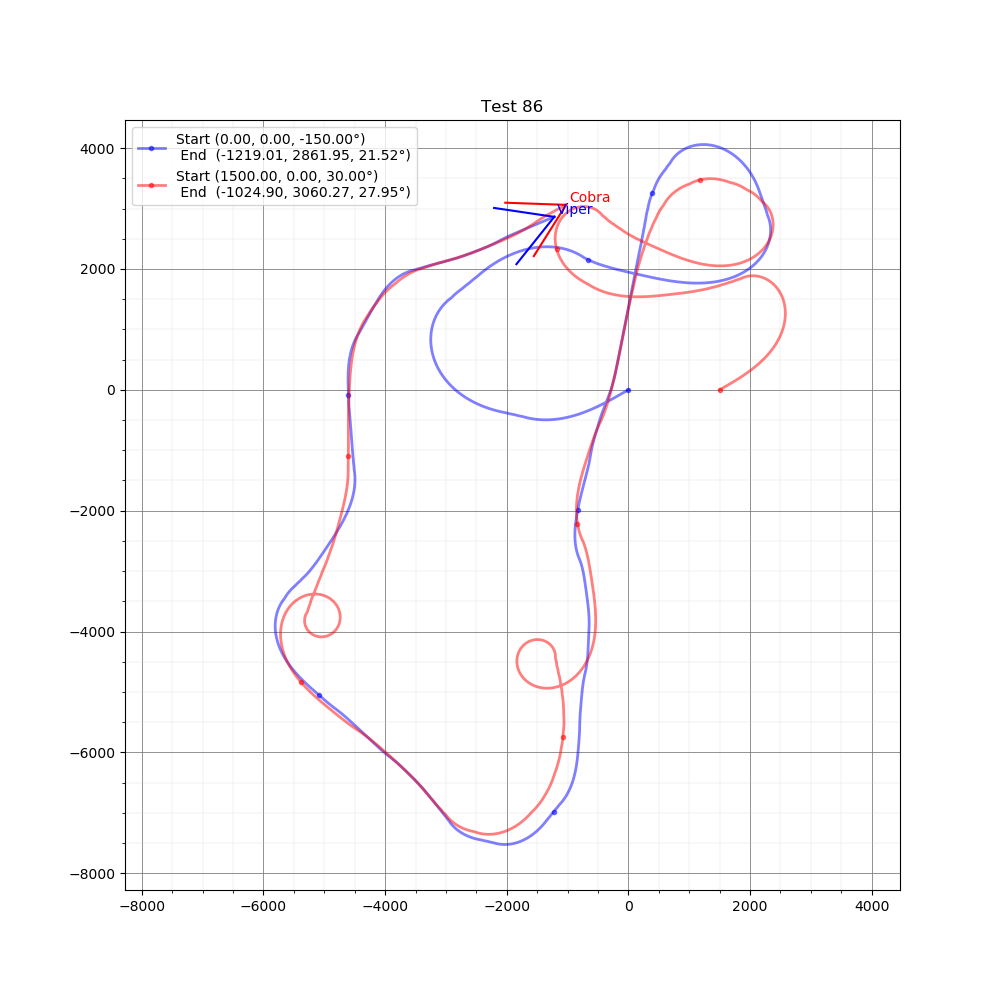 Test 86
Start (0.00, 0.00, -150.00°)
End (-1219.01, 2861.95, 21.52°)
Start (1500.00, 0.00, 30.00°)
End (-1024.90, 3060.27, 27.95°)
Cobra
Viper
4000
2000
0
−2000
−4000
−6000
−8000
−8000 −6000 −4000 −2000 0 2000 4000